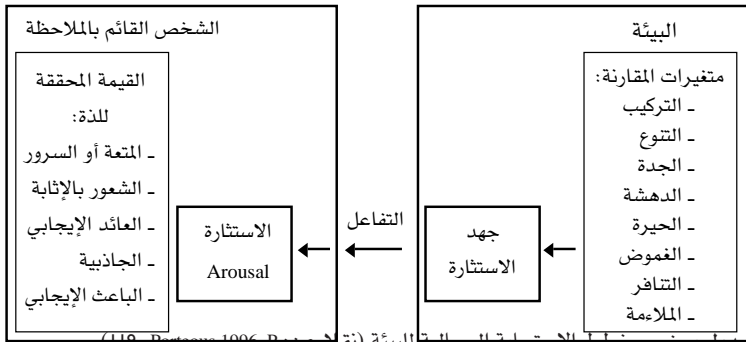 البيئة
متغيرات المقارنة:
ـ التركيب
ـ التنوع
ـ الجدة
ـ الدهشة
ـ الحيرة
ـ الغموض
ـ التنافر
ـ الملاءمة
جهد
الاستثارة
التفاعل
الشخص القائم بالملاحظة
الاستثارة
Arousal
القيمة المحققة
للذة:
ـ المتعة أو السرور
ـ الشعور بالإثابة
ـ العائد الإيجابي
ـ الجاذبية
ـ الباعث الإيجابي